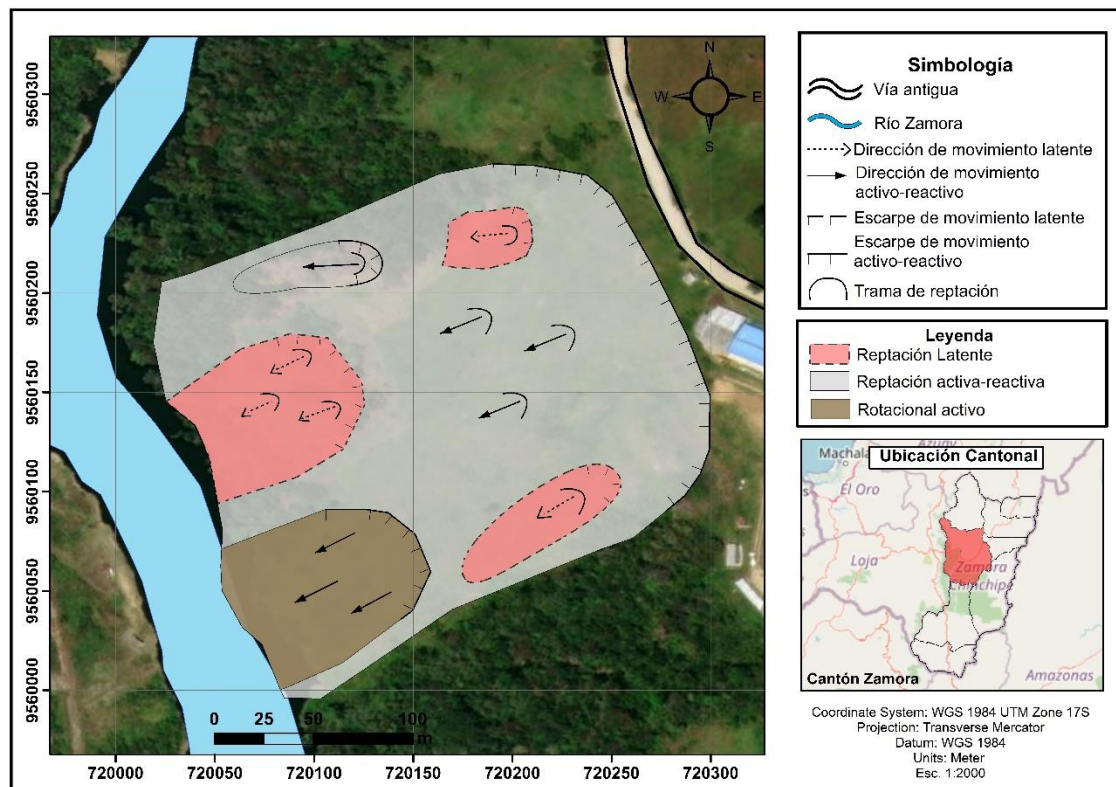 9560300
9560250
9560200
9560150
9560100
9560050
9560000
720000
720050
720100
720150
720200
720250
720300
N
W
E
S
0
25
50
100
m
Simbología
Vía antigua
Río Zamora
Dirección de movimiento latente
Dirección de movimiento
activo-reactivo
Escarpe de movimiento latente
Escarpe de movimiento
activo-reactivo
Trama de reptación
Leyenda
Reptación Latente
Reptación activa-reactiva
Rotacional activo
Ubicación Cantonal
Machala
Azuay
El Oro
Loja
Zamora
Chinchipe
Amazonas
Cantón Zamora
Coordinate System: WGS 1984 UTM Zone 17S
Projection: Transverse Mercator
Datum: WGS 1984
Units: Meter
Esc. 1:2000